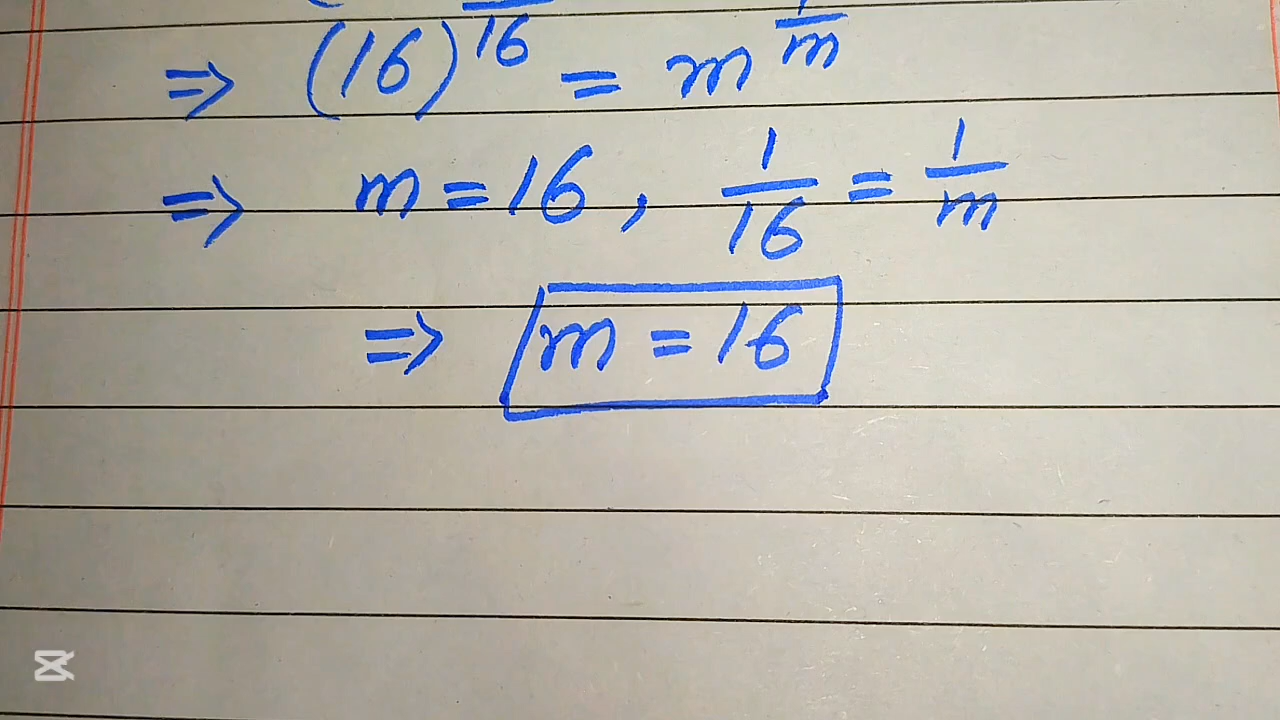 ⇒ (16)^(1/16) = m^(1/m)
⇒ m = 16, 1/16 = 1/m
⇒ m = 16